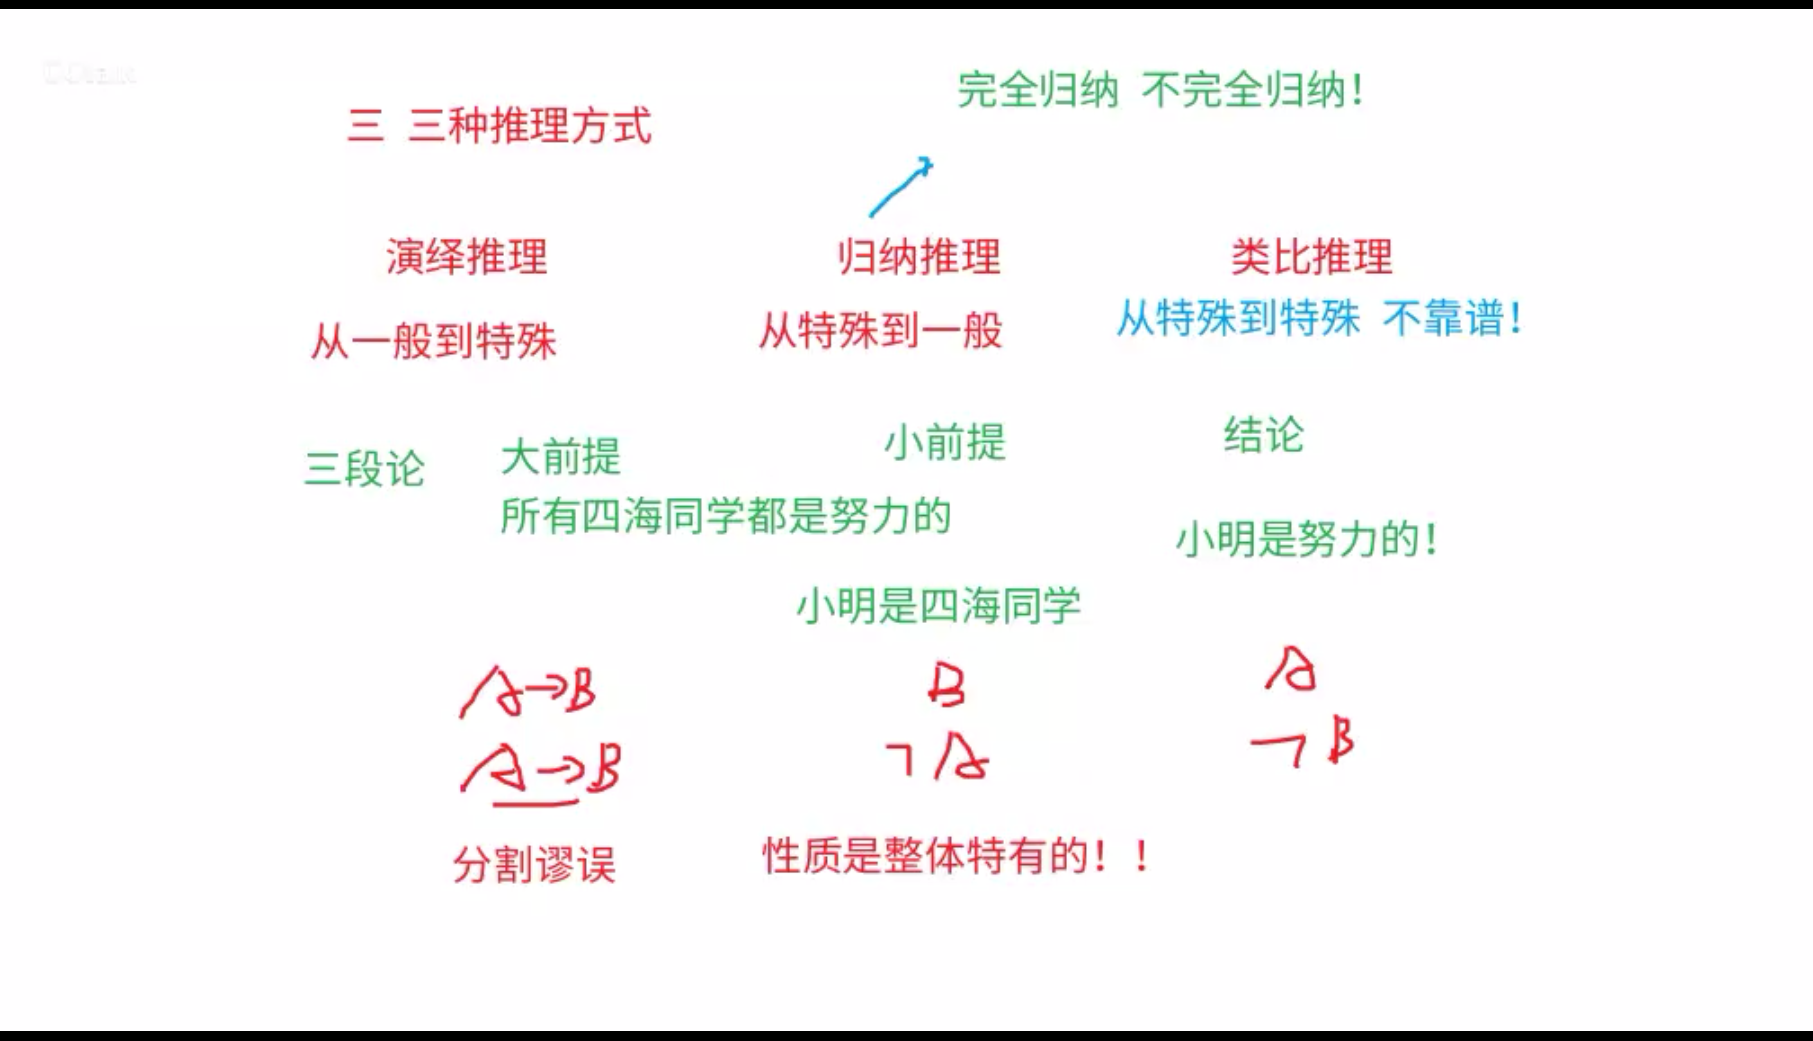 完全归纳 不完全归纳！
三 三种推理方式
演绎推理 归纳推理 类比推理
从一般到特殊 从特殊到一般 从特殊到特殊 不靠谱！
三段论 大前提 小前提 结论
所有四海同学都是努力的
小明是努力的！
小明是四海同学
A→B B A
A→B ¬A ¬B
分割谬误 性质是整体特有的！！